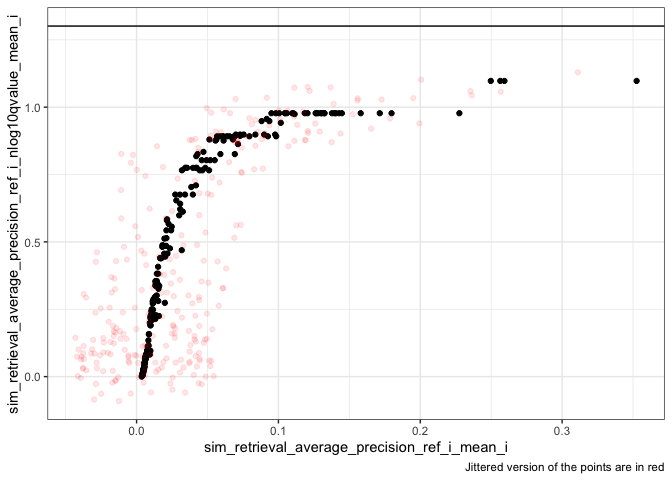 sim_retrieval_average_precision_ref_i_nlog10qvalue_mean_i
1.0
0.5
0.0
0.0
0.1
0.2
0.3
sim_retrieval_average_precision_ref_i_mean_i
Jittered version of the points are in red